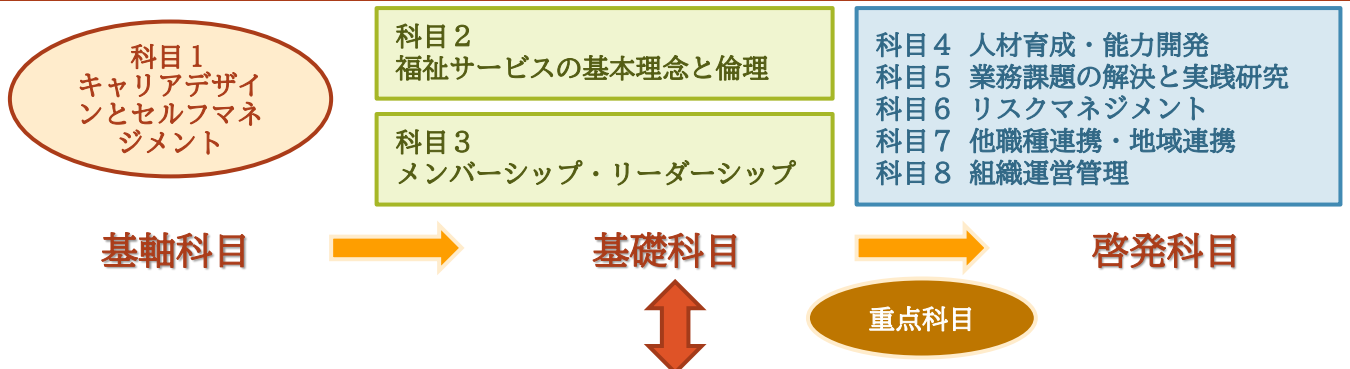 科目１
キャリアデザイ
ンとセルフマネ
ジメント
科目２
福祉サービスの基本理念と倫理
科目３
メンバーシップ・リーダーシップ
科目４ 人材育成・能力開発
科目５ 業務課題の解決と実践研究
科目６ リスクマネジメント
科目７ 他職種連携・地域連携
科目８ 組織運営管理
基軸科目
基礎科目
啓発科目
重点科目